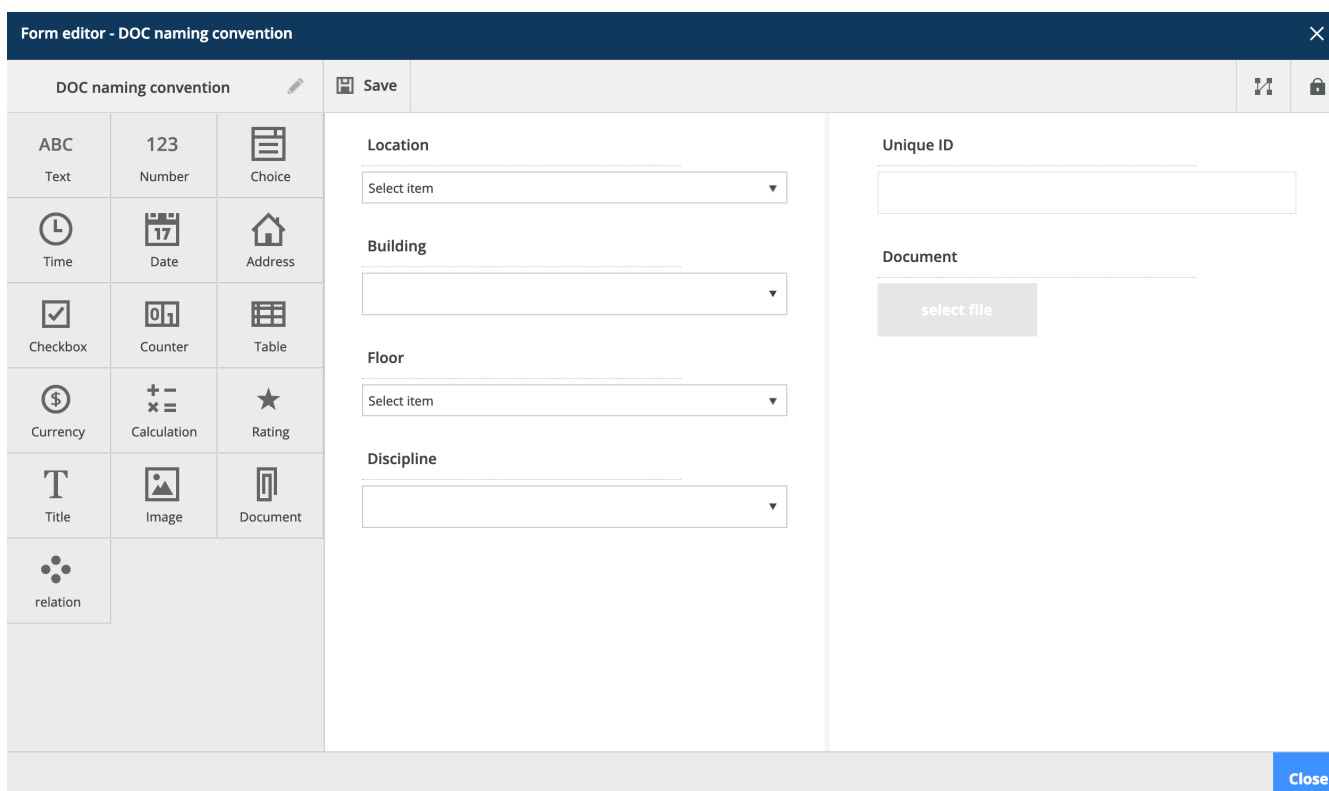 Form editor - DOC naming convention
DOC naming convention
Save
ABC
Text
123
Number
Choice
Time
17
Date
Address
Checkbox
01
Counter
Table
$
Currency
Calculation
Rating
T
Title
Image
Document
relation
Location
Select item
Building
Floor
Select item
Discipline
Unique ID
Document
select file
Close